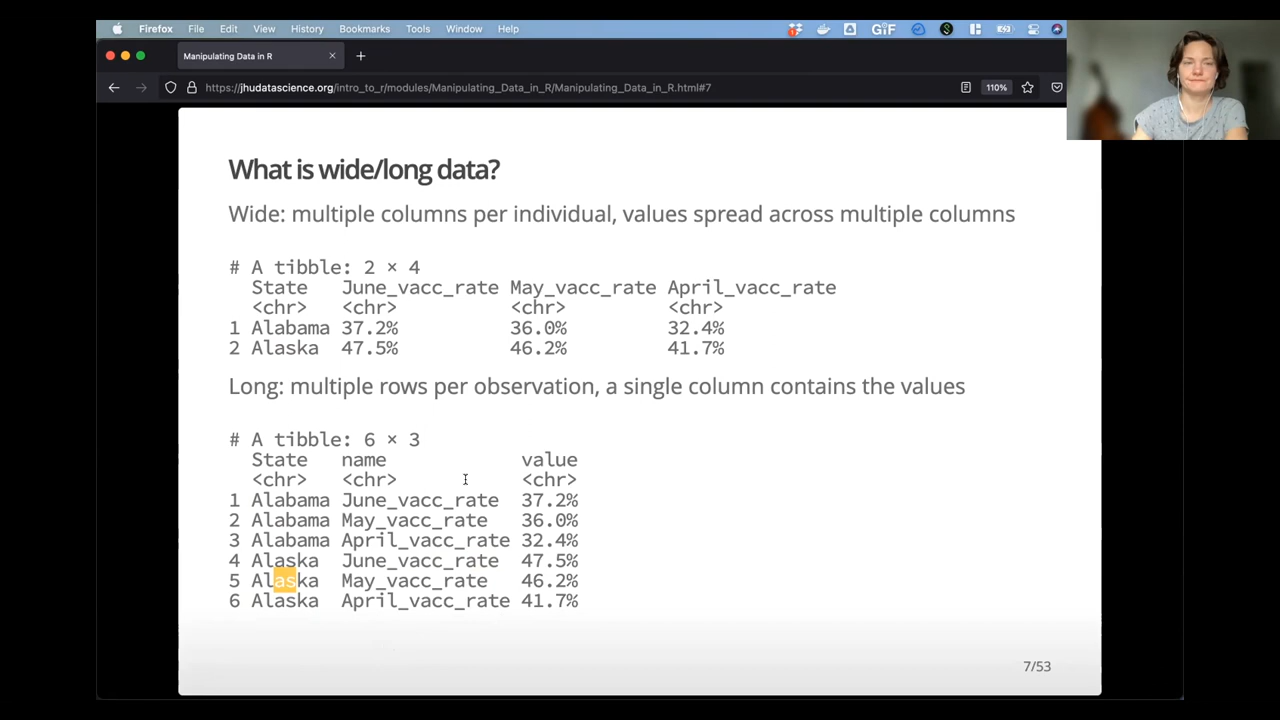 Firefox File Edit View History Bookmarks Tools Window Help GIF
Manipulating Data in R
https://jhudatascience.org/intro_to_r/modules/Manipulating_Data_in_R/Manipulating_Data_in_R.html#7 110%
What is wide/long data?
Wide: multiple columns per individual, values spread across multiple columns
# A tibble: 2 × 4
State June_vacc_rate May_vacc_rate April_vacc_rate
<chr> <chr> <chr> <chr>
1 Alabama 37.2% 36.0% 32.4%
2 Alaska 47.5% 46.2% 41.7%
Long: multiple rows per observation, a single column contains the values
# A tibble: 6 × 3
State name value
<chr> <chr> <chr>
1 Alabama June_vacc_rate 37.2%
2 Alabama May_vacc_rate 36.0%
3 Alabama April_vacc_rate 32.4%
4 Alaska June_vacc_rate 47.5%
5 Alaska May_vacc_rate 46.2%
6 Alaska April_vacc_rate 41.7%
7/53